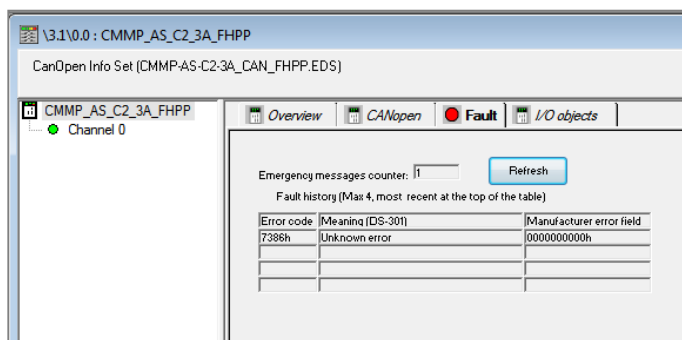 \3.1\0.0 : CMMP_AS_C2_3A_FHPP
CanOpen Info Set (CMMP-AS-C2-3A_CAN_FHPP.EDS)
CMMP_AS_C2_3A_FHPP
Channel 0
Overview CANopen Fault I/O objects
Emergency messages counter: 1 Refresh
Fault history (Max 4, most recent at the top of the table)
Error code Meaning (DS-301) Manufacturer error field
7386h Unknown error 0000000000h